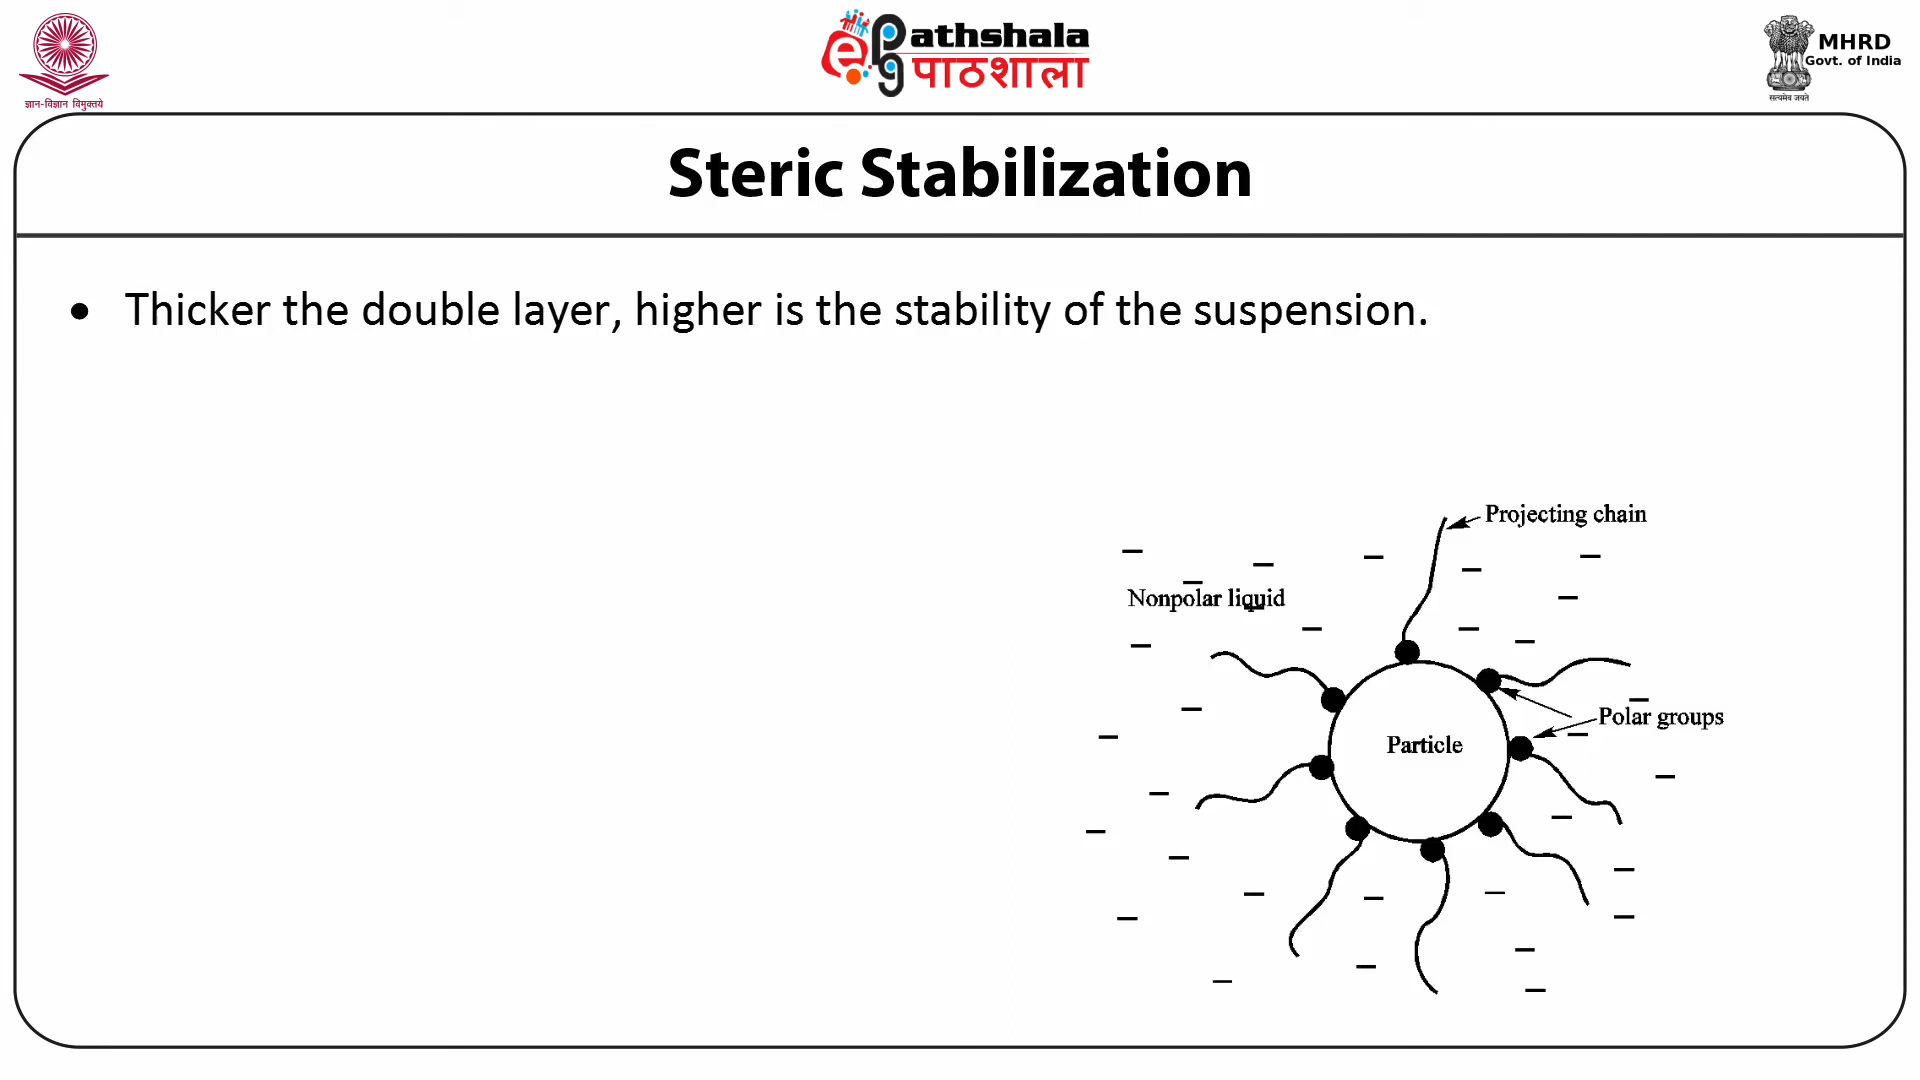 ज्ञान-विज्ञान विमुक्तये
ePathshala
पाठशाला
सत्यमेव जयते
MHRD
Govt. of India
Steric Stabilization
• Thicker the double layer, higher is the stability of the suspension.
Projecting chain
Nonpolar liquid
Polar groups
Particle